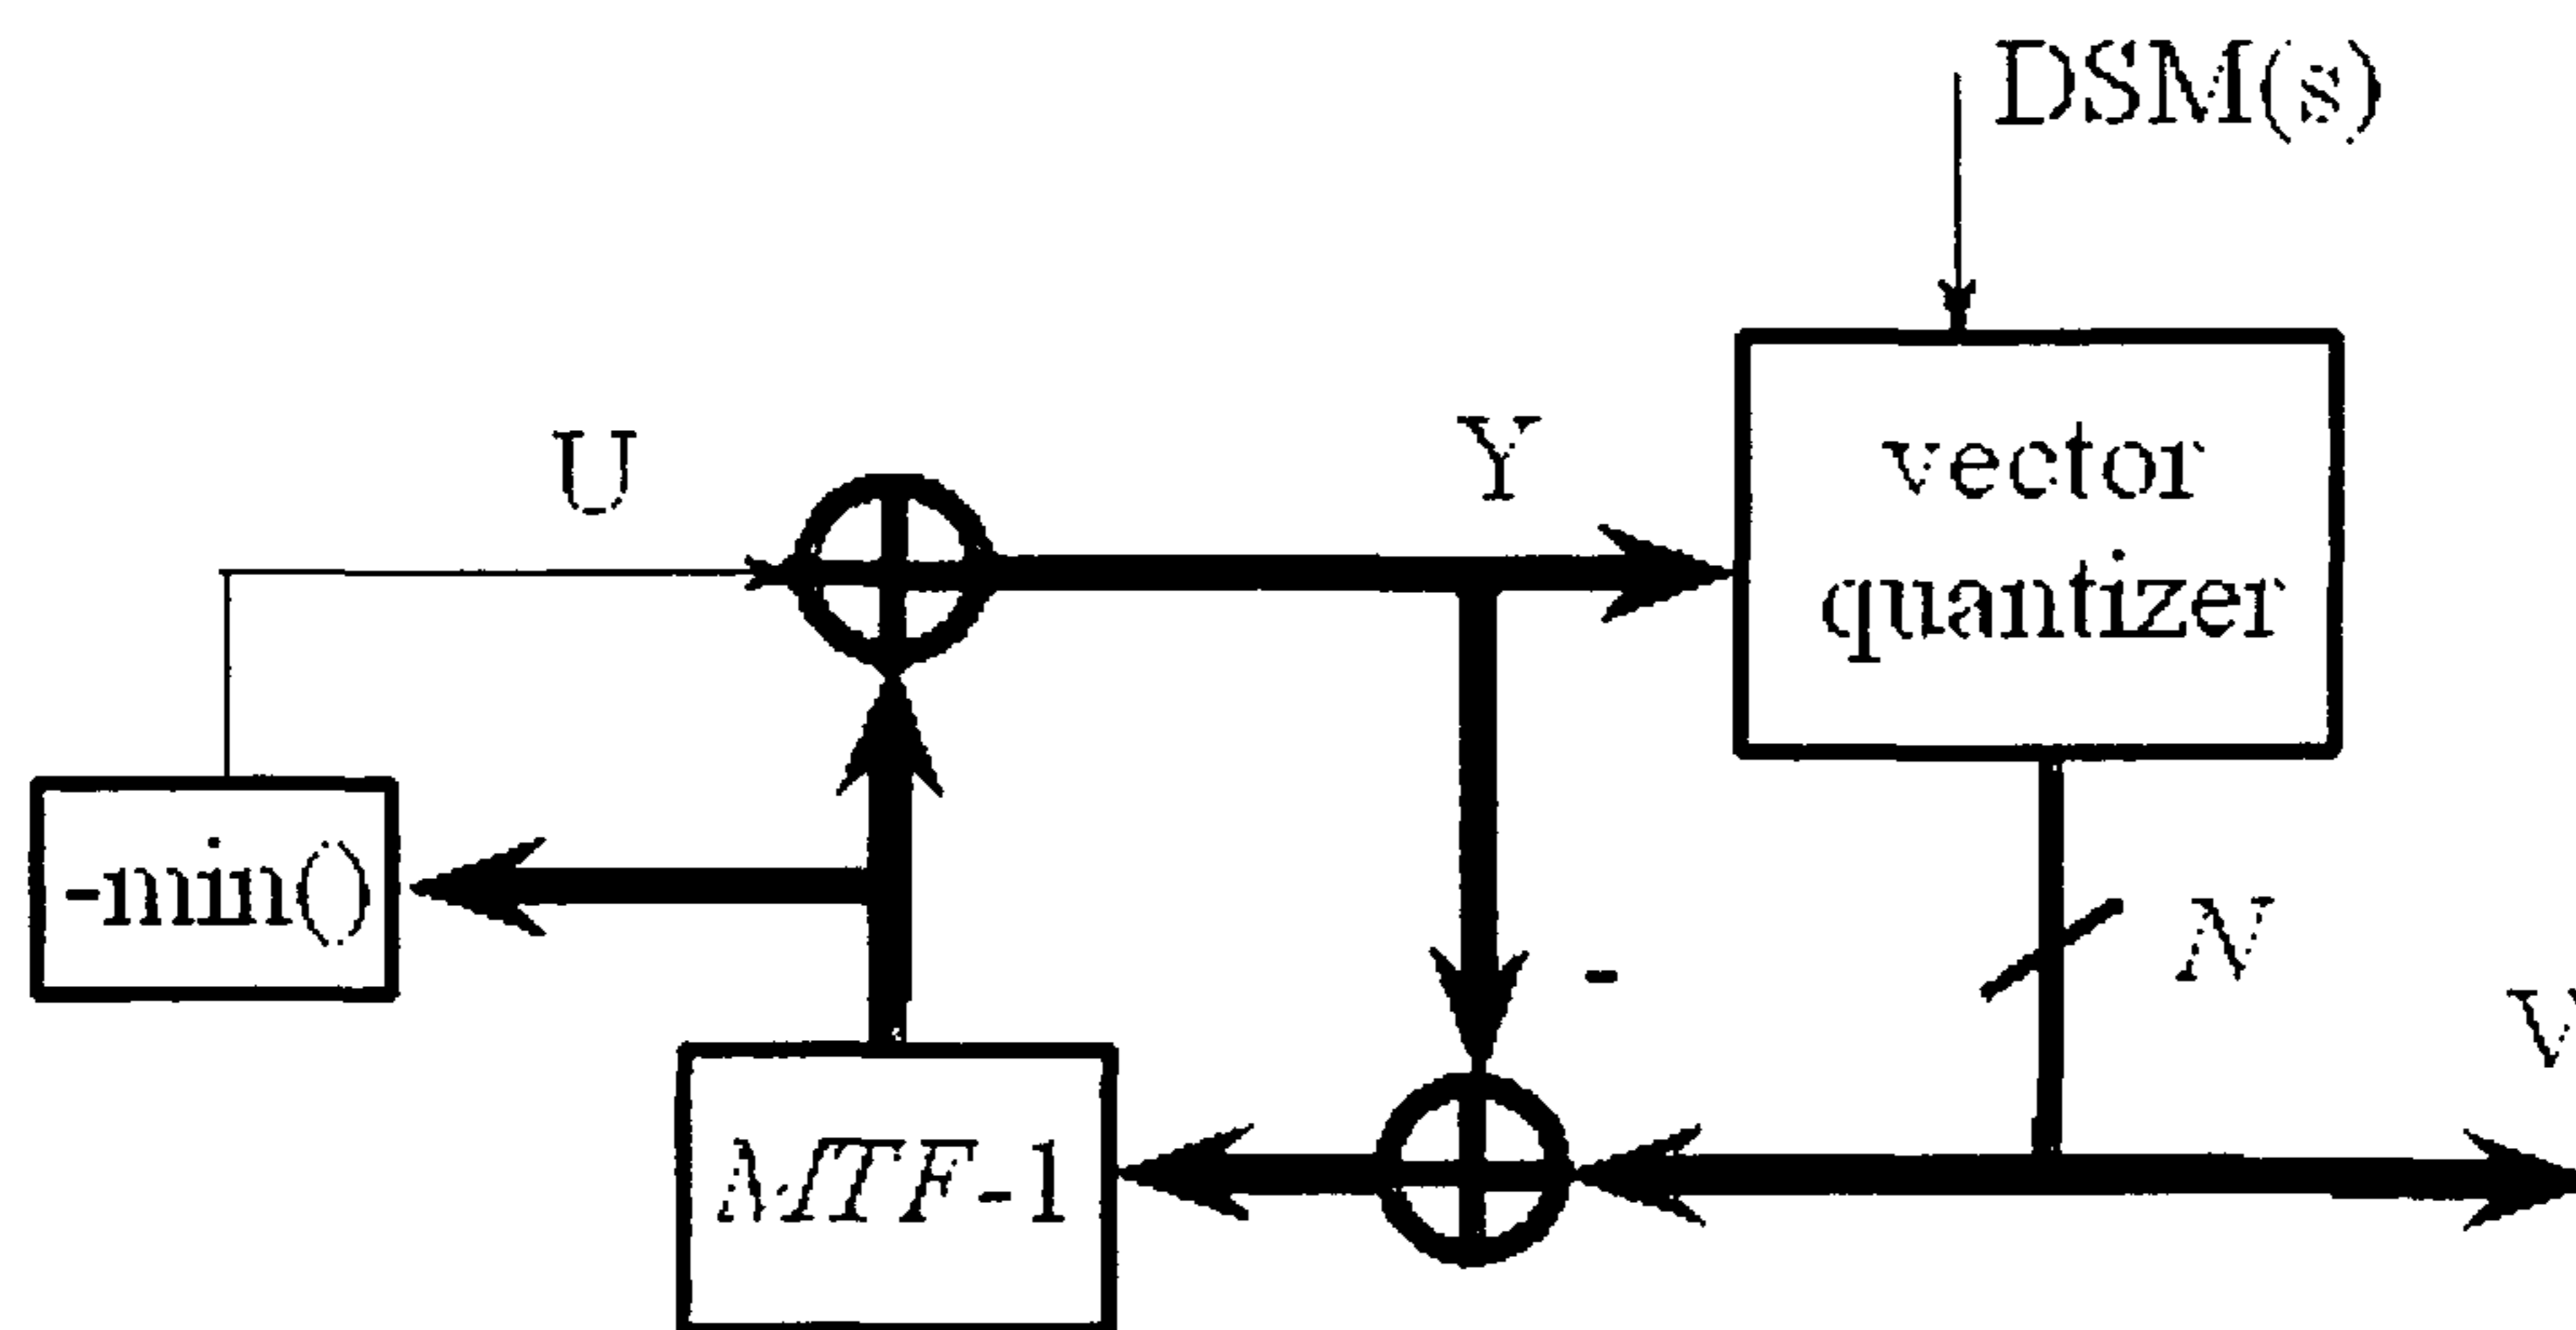 DSM(s)
U
Y
vector
quantizer
-min()
-
N
V
MTF-1